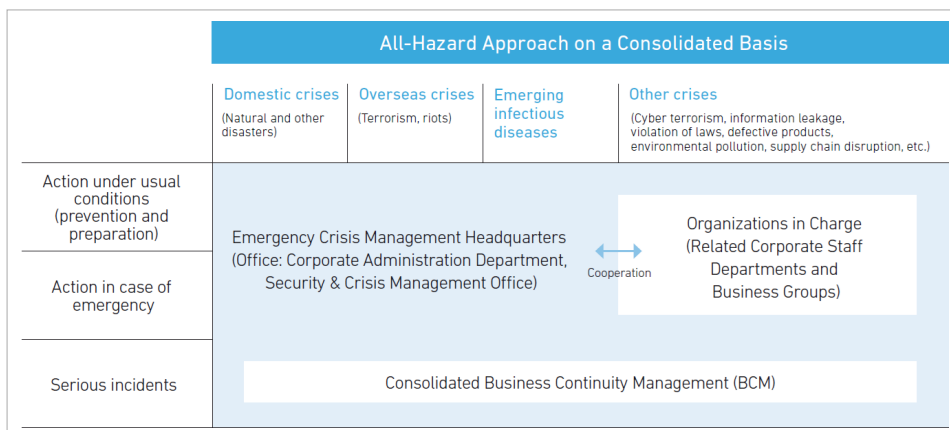 All-Hazard Approach on a Consolidated Basis
Domestic crises
(Natural and other
disasters)
Overseas crises
(Terrorism, riots)
Emerging
infectious
diseases
Other crises
(Cyber terrorism, information leakage,
violation of laws, defective products,
environmental pollution, supply chain disruption, etc.)
Action under usual
conditions
(prevention and
preparation)
Action in case of
emergency
Emergency Crisis Management Headquarters
(Office: Corporate Administration Department,
Security & Crisis Management Office)
Cooperation
Organizations in Charge
(Related Corporate Staff
Departments and
Business Groups)
Serious incidents
Consolidated Business Continuity Management (BCM)